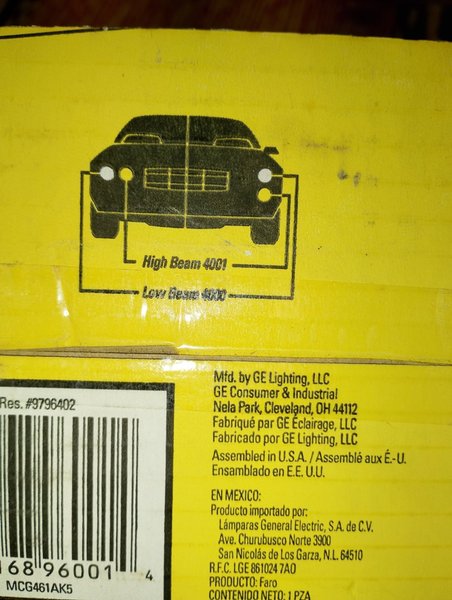 High Beam 4001
Low Beam 4000
Res. #9796402
68 96001 4
MCG461AK5
Mfd. by GE Lighting, LLC
GE Consumer & Industrial
Nela Park, Cleveland, OH 44112
Fabriqué par GE Éclairage, LLC
Fabricado por GE Lighting, LLC
Assembled in U.S.A. / Assemblé aux É.-U.
Ensamblado en E.E. U.U.
EN MEXICO:
Producto importado por:
Lámparas General Electric, S.A. de C.V.
Ave. Churubusco Norte 3900
San Nicolás de Los Garza, N.L. 64510
R.F.C. LGE 861024 7A0
PRODUCTO: Faro
CONTENIDO NETO: 1 PZA